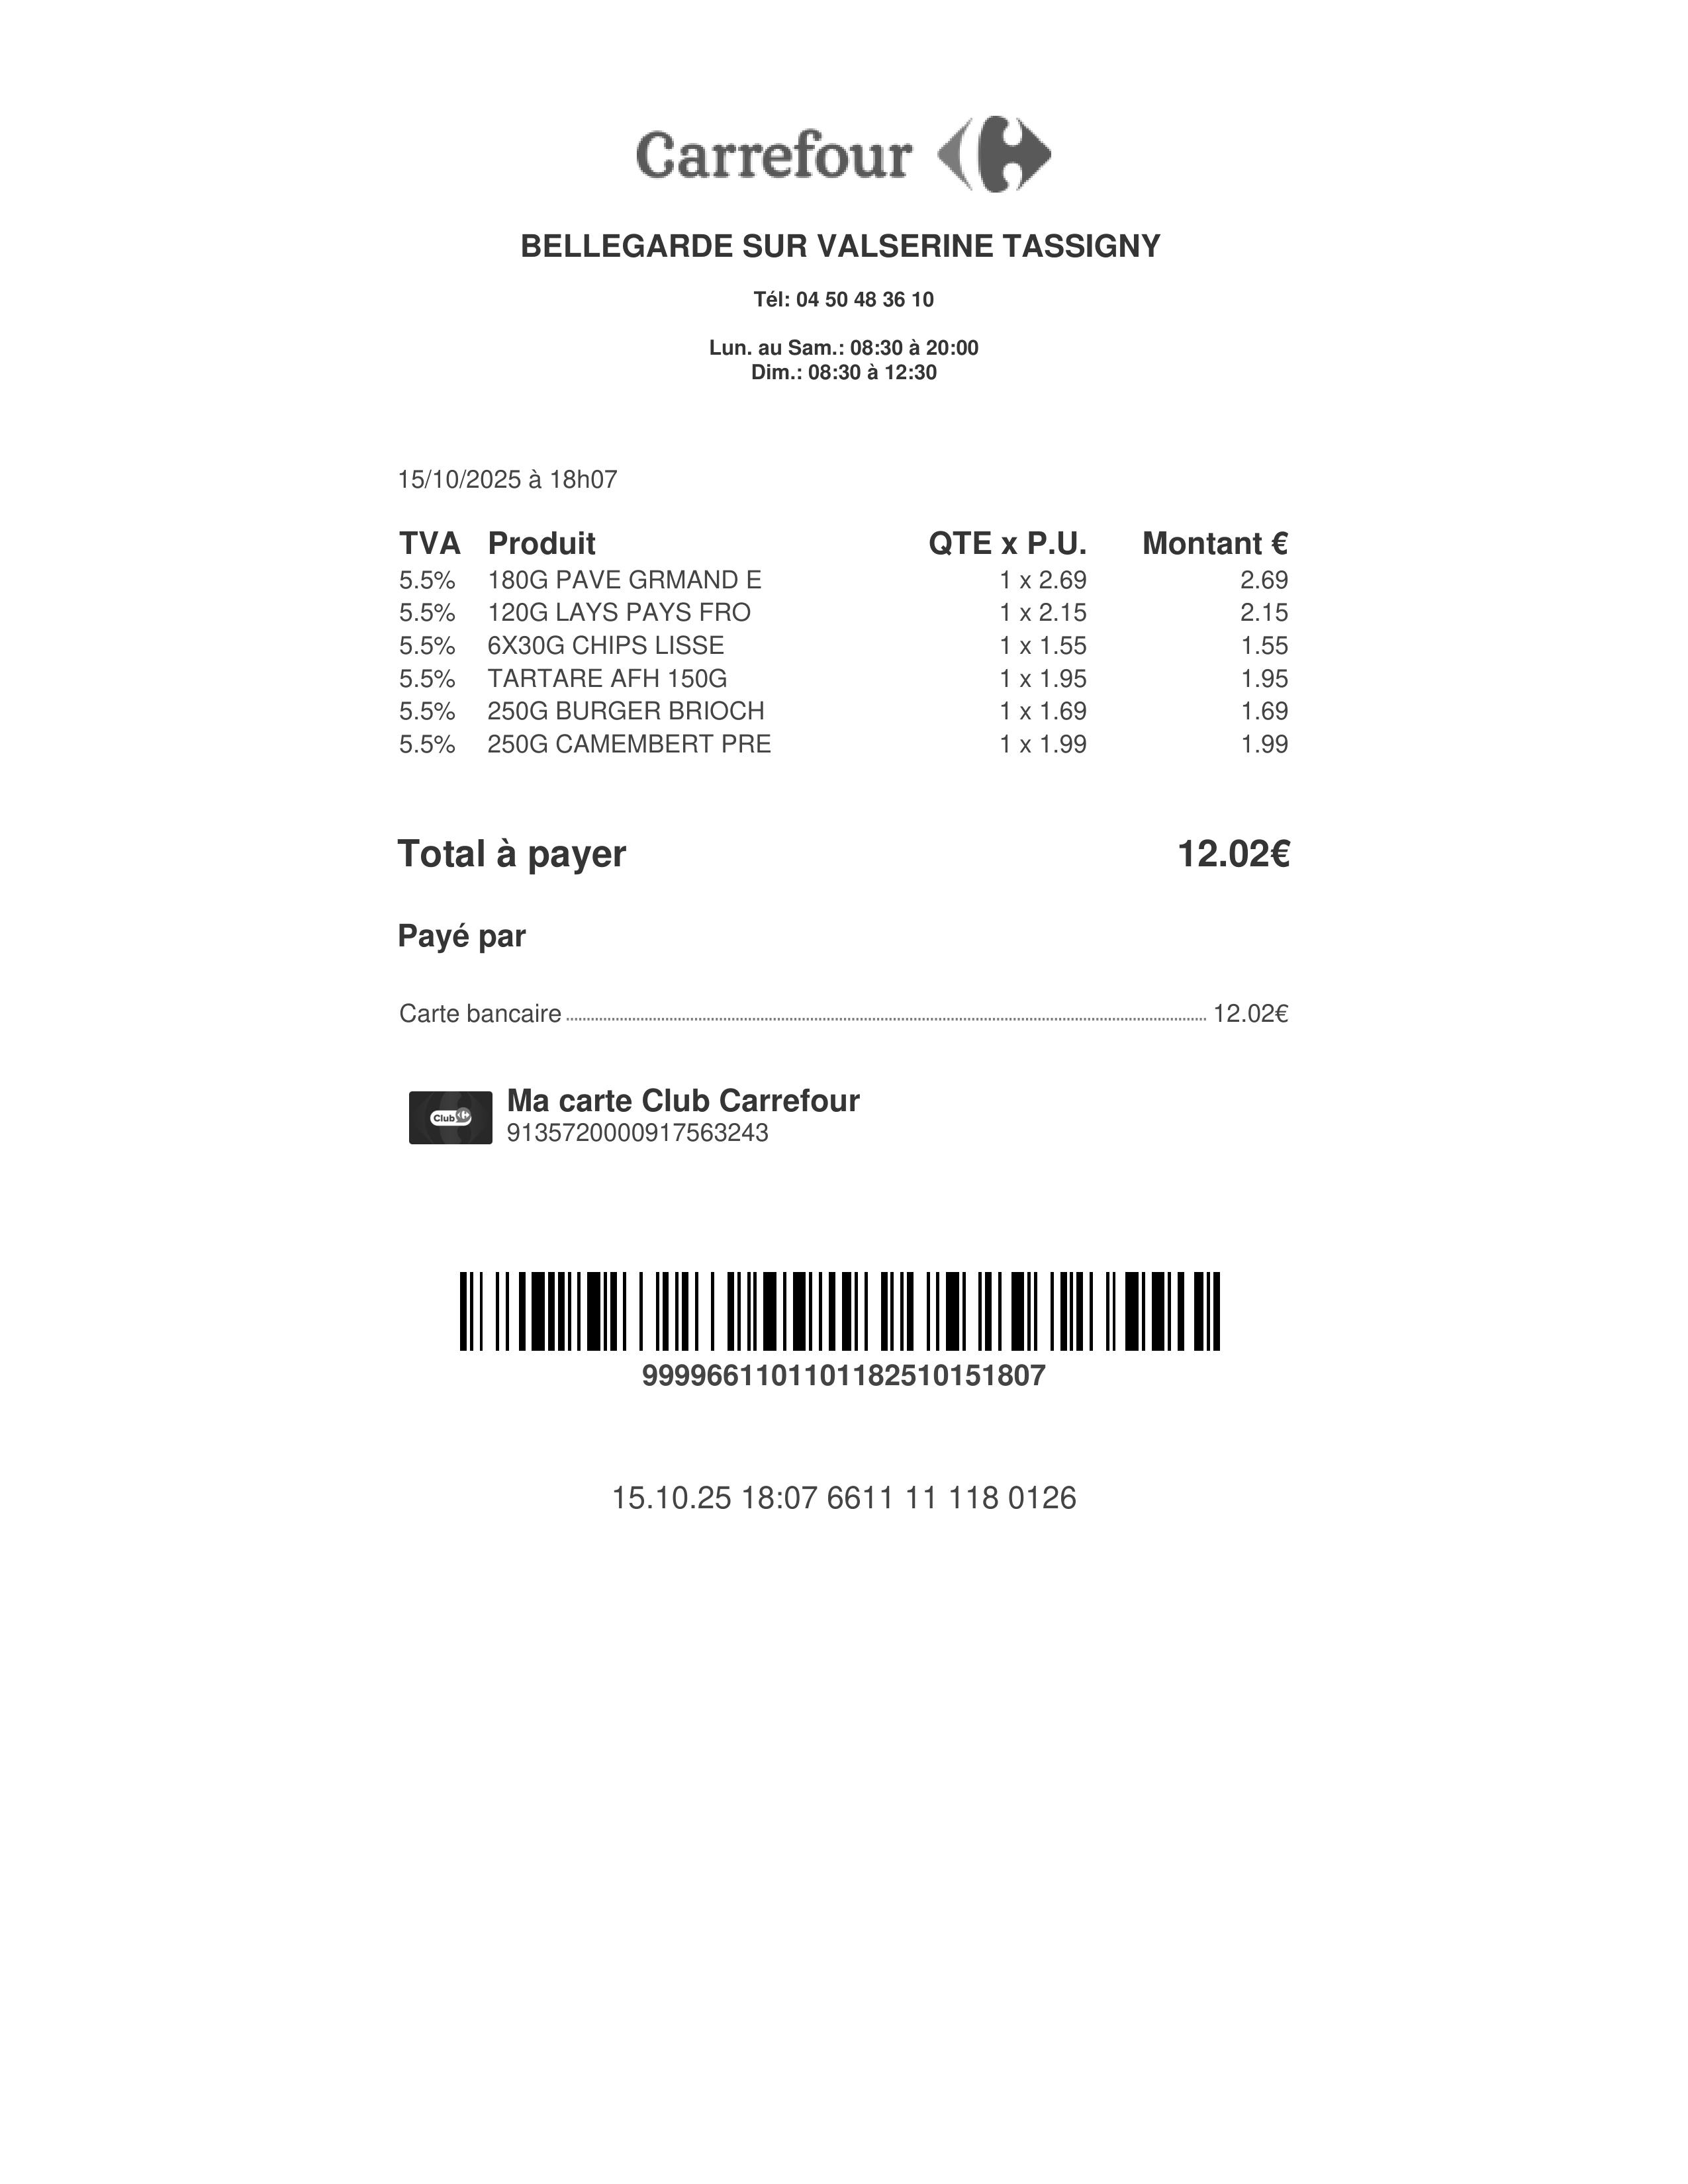 Carrefour
BELLEGARDE SUR VALSERINE TASSIGNY
Tél: 04 50 48 36 10
Lun. au Sam.: 08:30 à 20:00
Dim.: 08:30 à 12:30
15/10/2025 à 18h07
TVA Produit QTE x P.U. Montant €
5.5% 180G PAVE GRMAND E 1 x 2.69 2.69
5.5% 120G LAYS PAYS FRO 1 x 2.15 2.15
5.5% 6X30G CHIPS LISSE 1 x 1.55 1.55
5.5% TARTARE AFH 150G 1 x 1.95 1.95
5.5% 250G BURGER BRIOCH 1 x 1.69 1.69
5.5% 250G CAMEMBERT PRE 1 x 1.99 1.99
Total à payer 12.02€
Payé par
Carte bancaire 12.02€
Club
Ma carte Club Carrefour
9135720000917563243
9999661101101182510151807
15.10.25 18:07 6611 11 118 0126